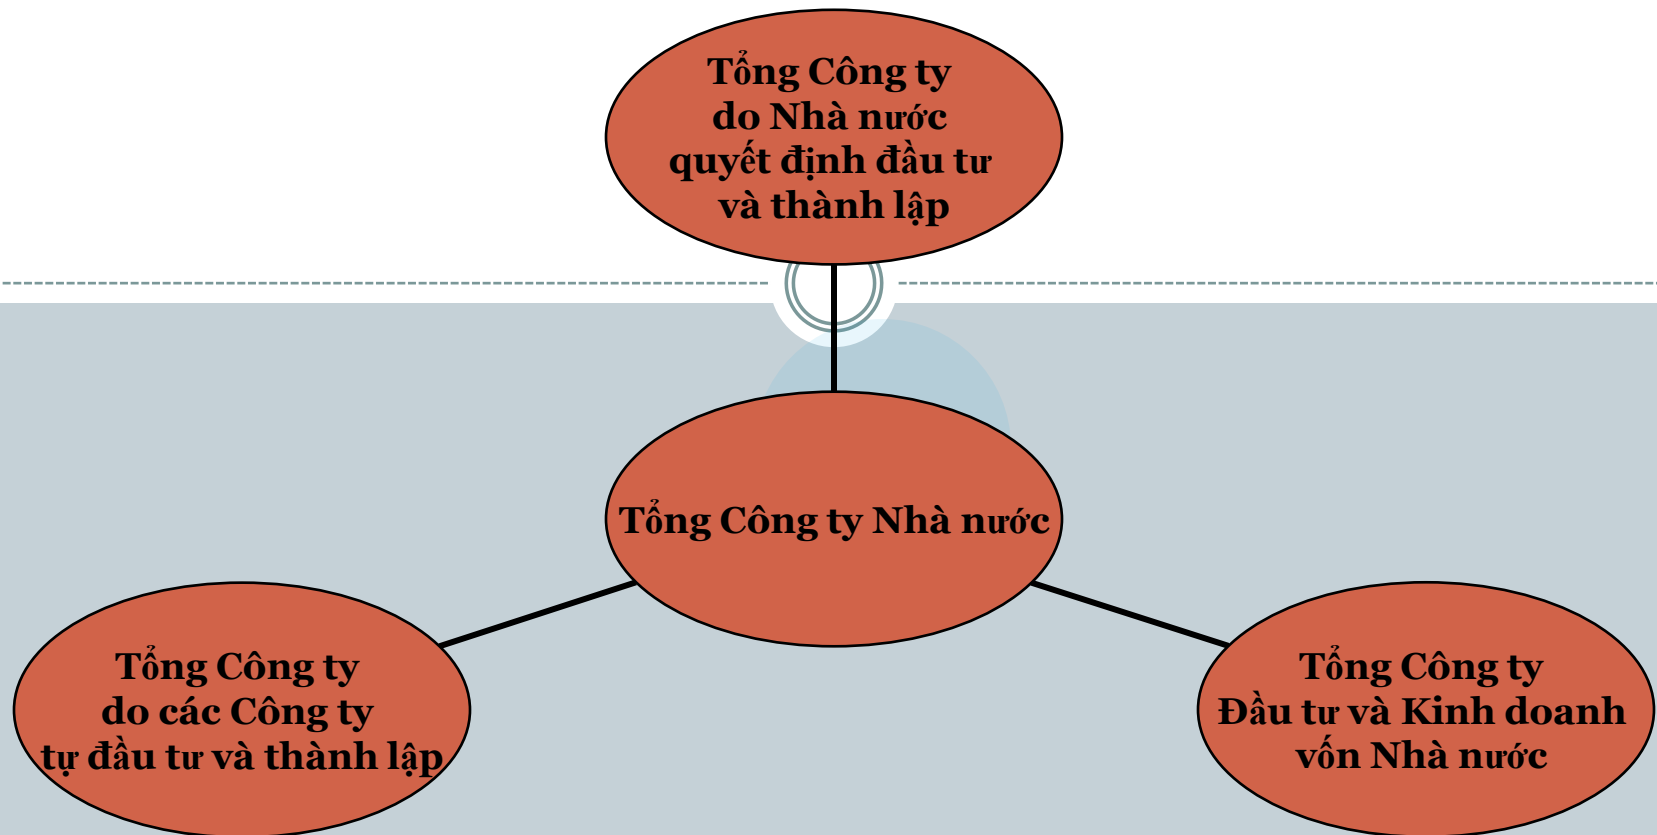 Tổng Công ty
do Nhà nước
quyết định đầu tư
và thành lập
Tổng Công ty Nhà nước
Tổng Công ty
do các Công ty
tự đầu tư và thành lập
Tổng Công ty
Đầu tư và Kinh doanh
vốn Nhà nước